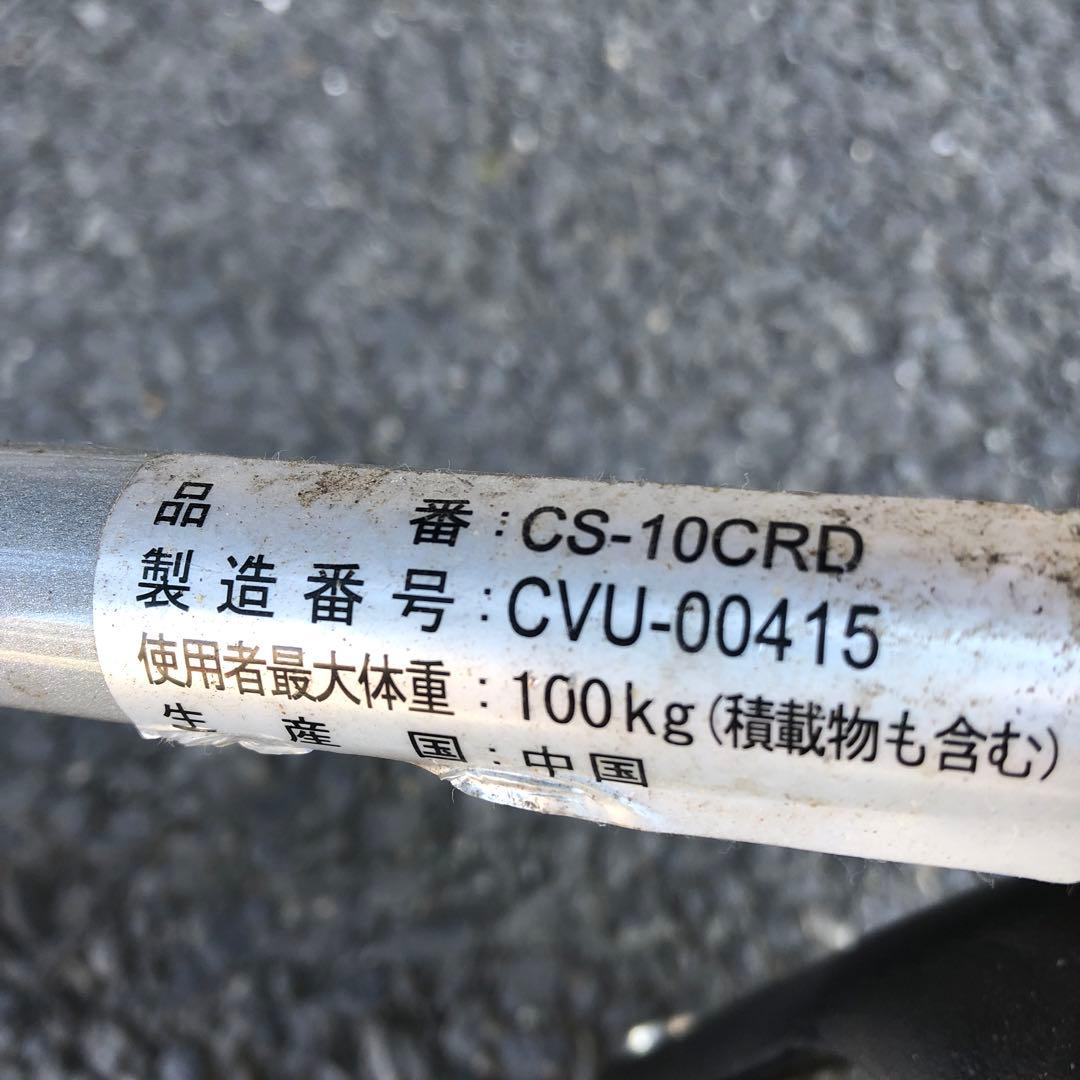 品番:CS-10CRD
製造番号:CVU-00415
使用者最大体重:100kg(積載物も含む)
生産国:中国